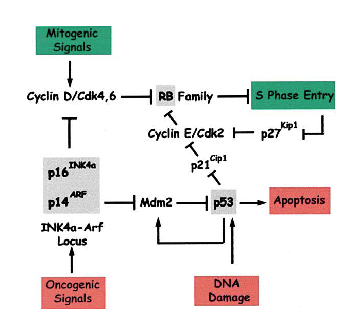 Mitogenic
Signals
Cyclin D/Cdk4,6
RB Family
S Phase Entry
Cyclin E/Cdk2
p27Kip1
p21Cip1
p16INK4a
p14ARF
Mdm2
p53
Apoptosis
INK4a-Arf
Locus
Oncogenic
Signals
DNA
Damage